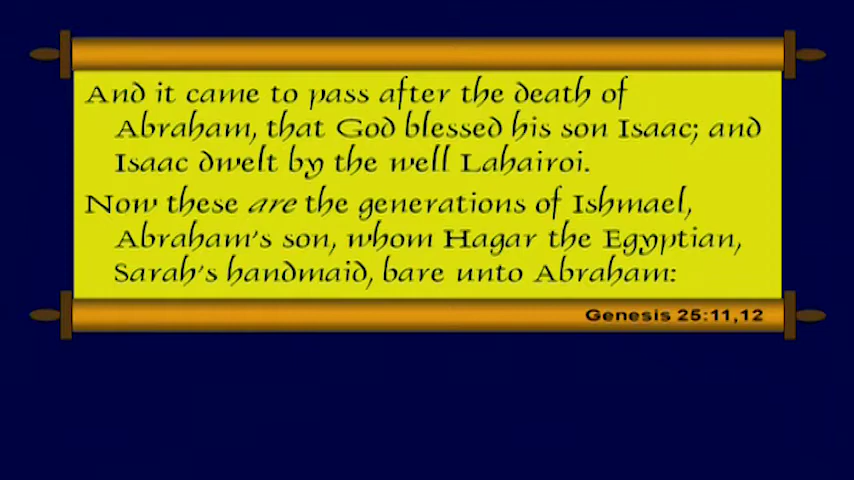 And it came to pass after the death of
Abraham, that God blessed his son Isaac; and
Isaac dwelt by the well Lahairoi.
Now these are the generations of Ishmael,
Abraham's son, whom Hagar the Egyptian,
Sarah's handmaid, bare unto Abraham:
Genesis 25:11,12